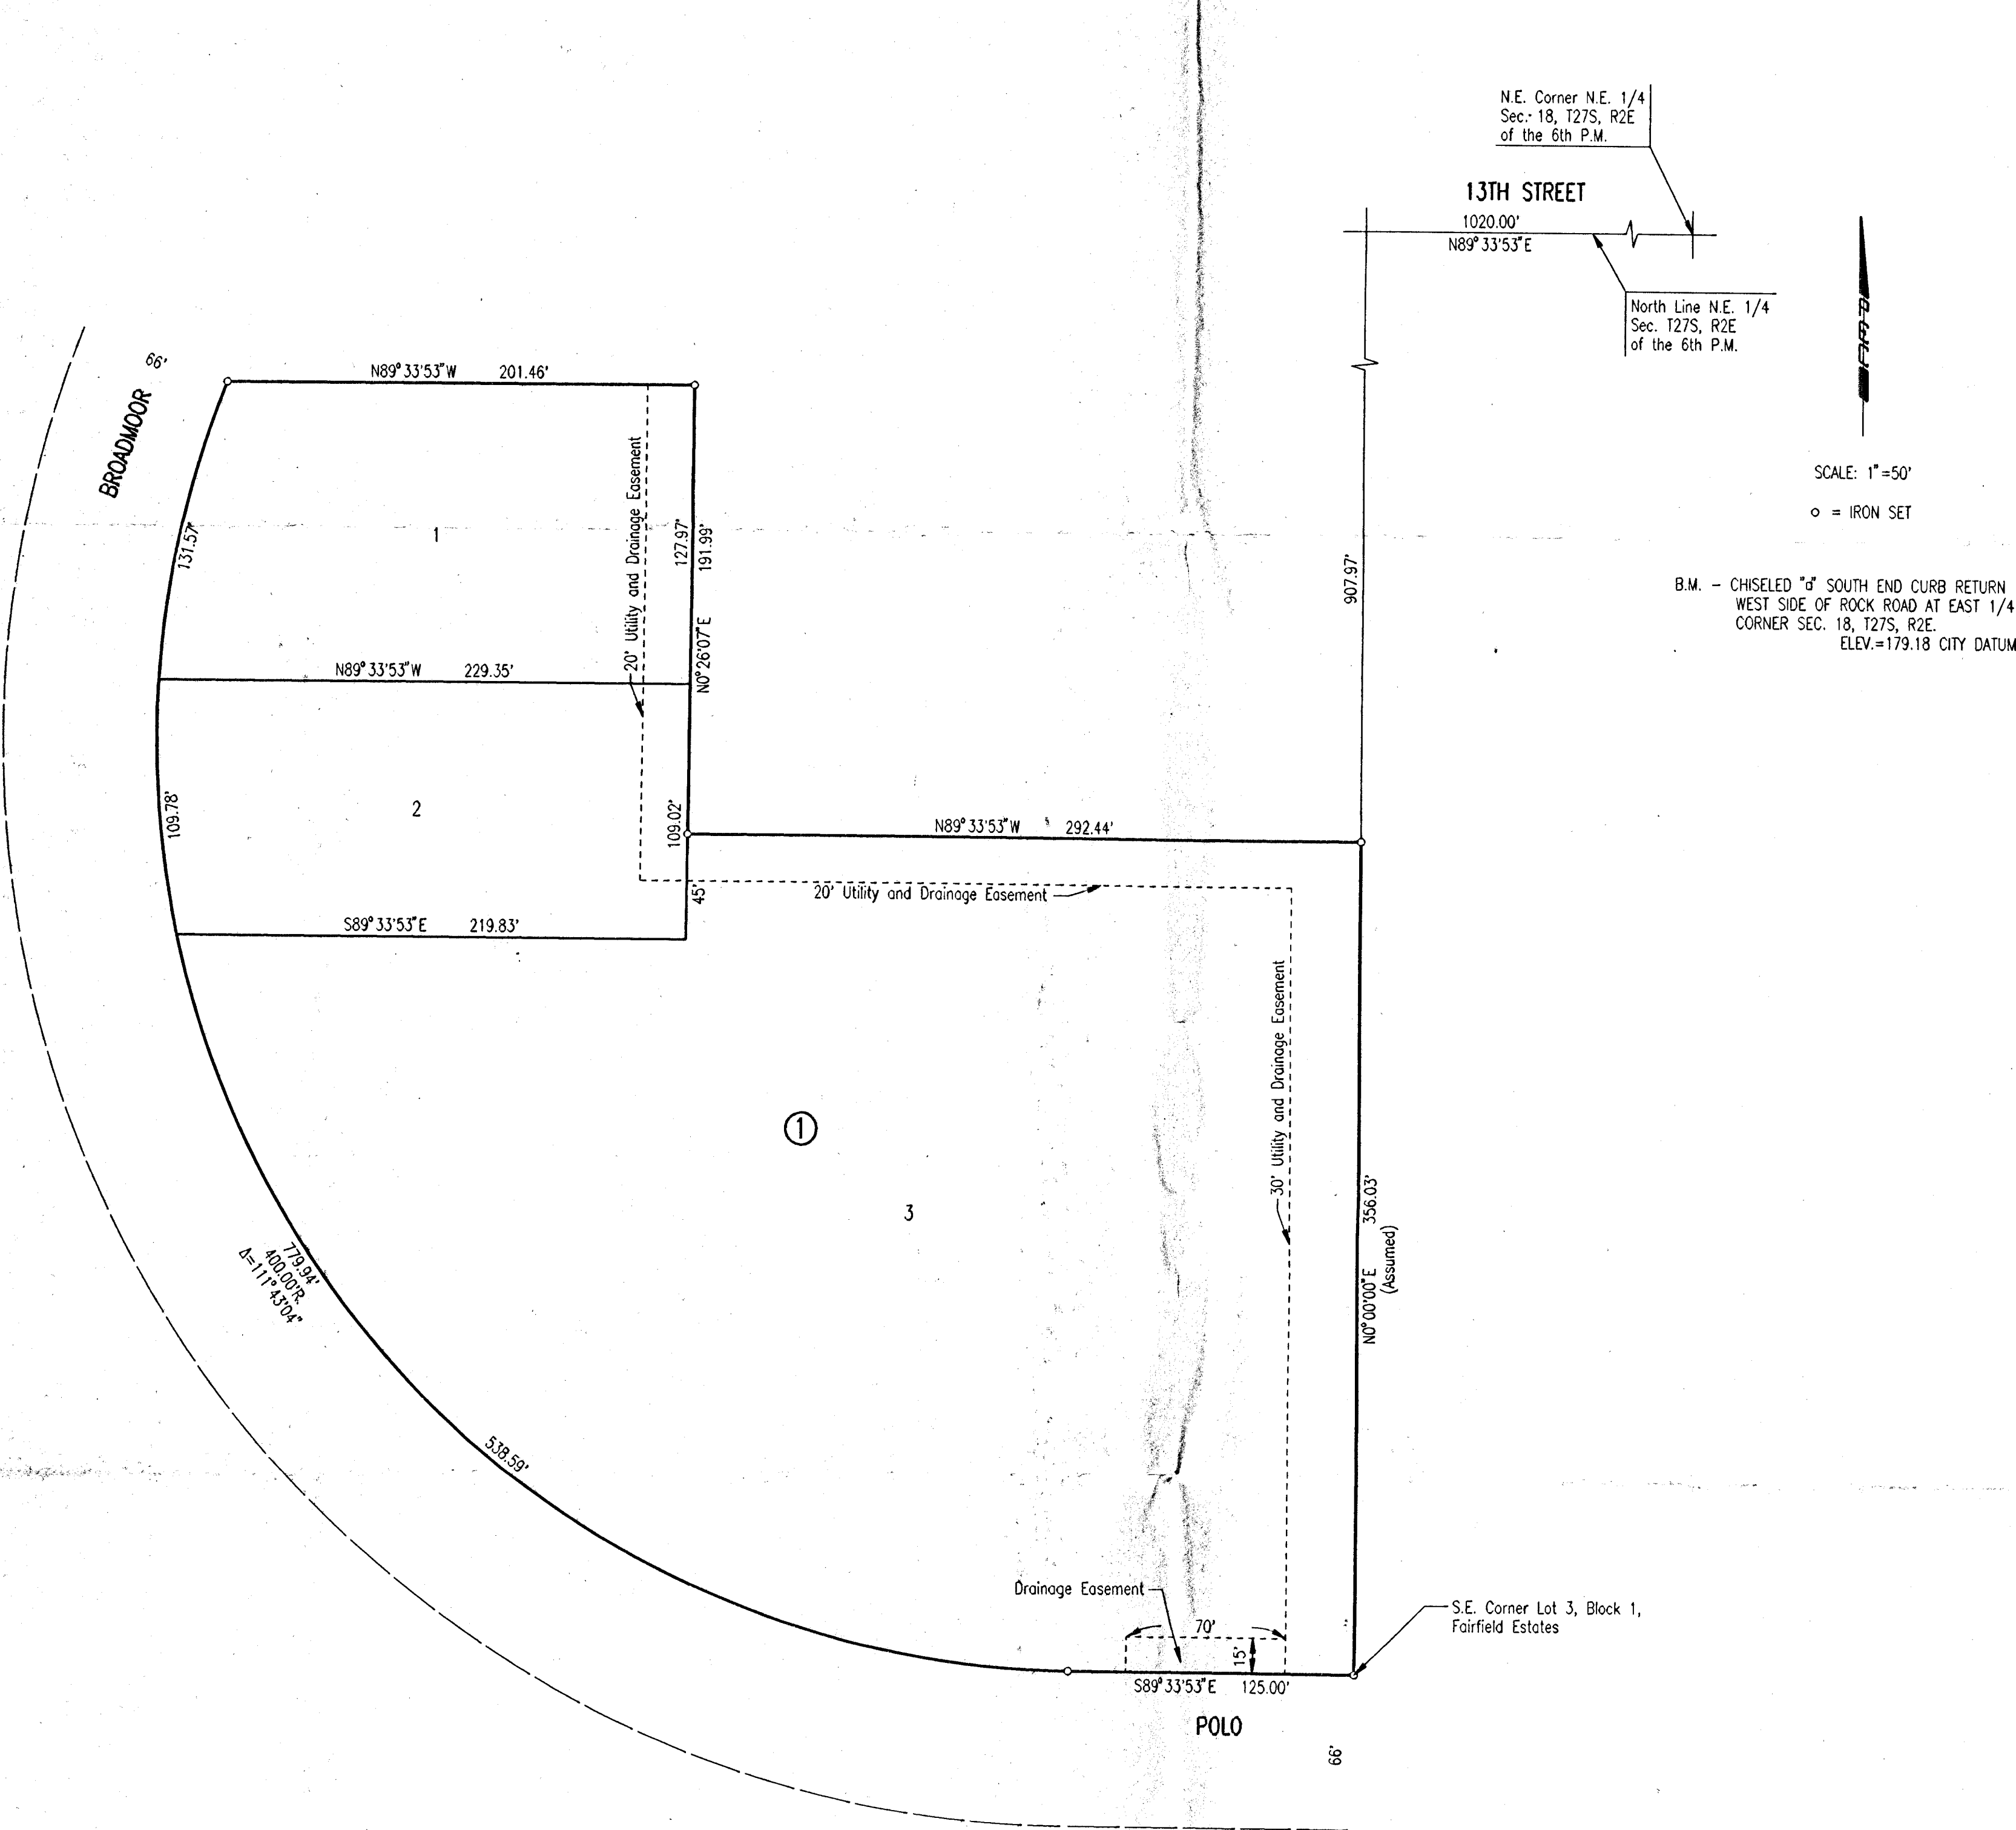 N.E. Corner N.E. 1/4
Sec. 18, T27S, R2E
of the 6th P.M.
13TH STREET
1020.00'
N89°33'53"E
North Line N.E. 1/4
Sec. T27S, R2E
of the 6th P.M.
SCALE: 1"=50'
o = IRON SET
B.M. - CHISELED "d" SOUTH END CURB RETURN
WEST SIDE OF ROCK ROAD AT EAST 1/4
CORNER SEC. 18, T27S, R2E.
ELEV.=179.18 CITY DATUM
66'
BROADMOOR
N89°33'53"W 201.46'
131.57'
1
20' Utility and Drainage Easement
127.97'
191.99'
N0°26'07"E
907.97'
N89°33'53"W 229.35'
109.78'
2
109.02'
N89°33'53"W 292.44'
45'
20' Utility and Drainage Easement
S89°33'53"E 219.83'
30' Utility and Drainage Easement
1
3
N0°00'00"E 356.03'
(Assumed)
779.94'
400.00'R.
Δ=111°43'04"
538.59'
Drainage Easement
70'
15'
S.E. Corner Lot 3, Block 1,
Fairfield Estates
S89°33'53"E 125.00'
POLO
66'